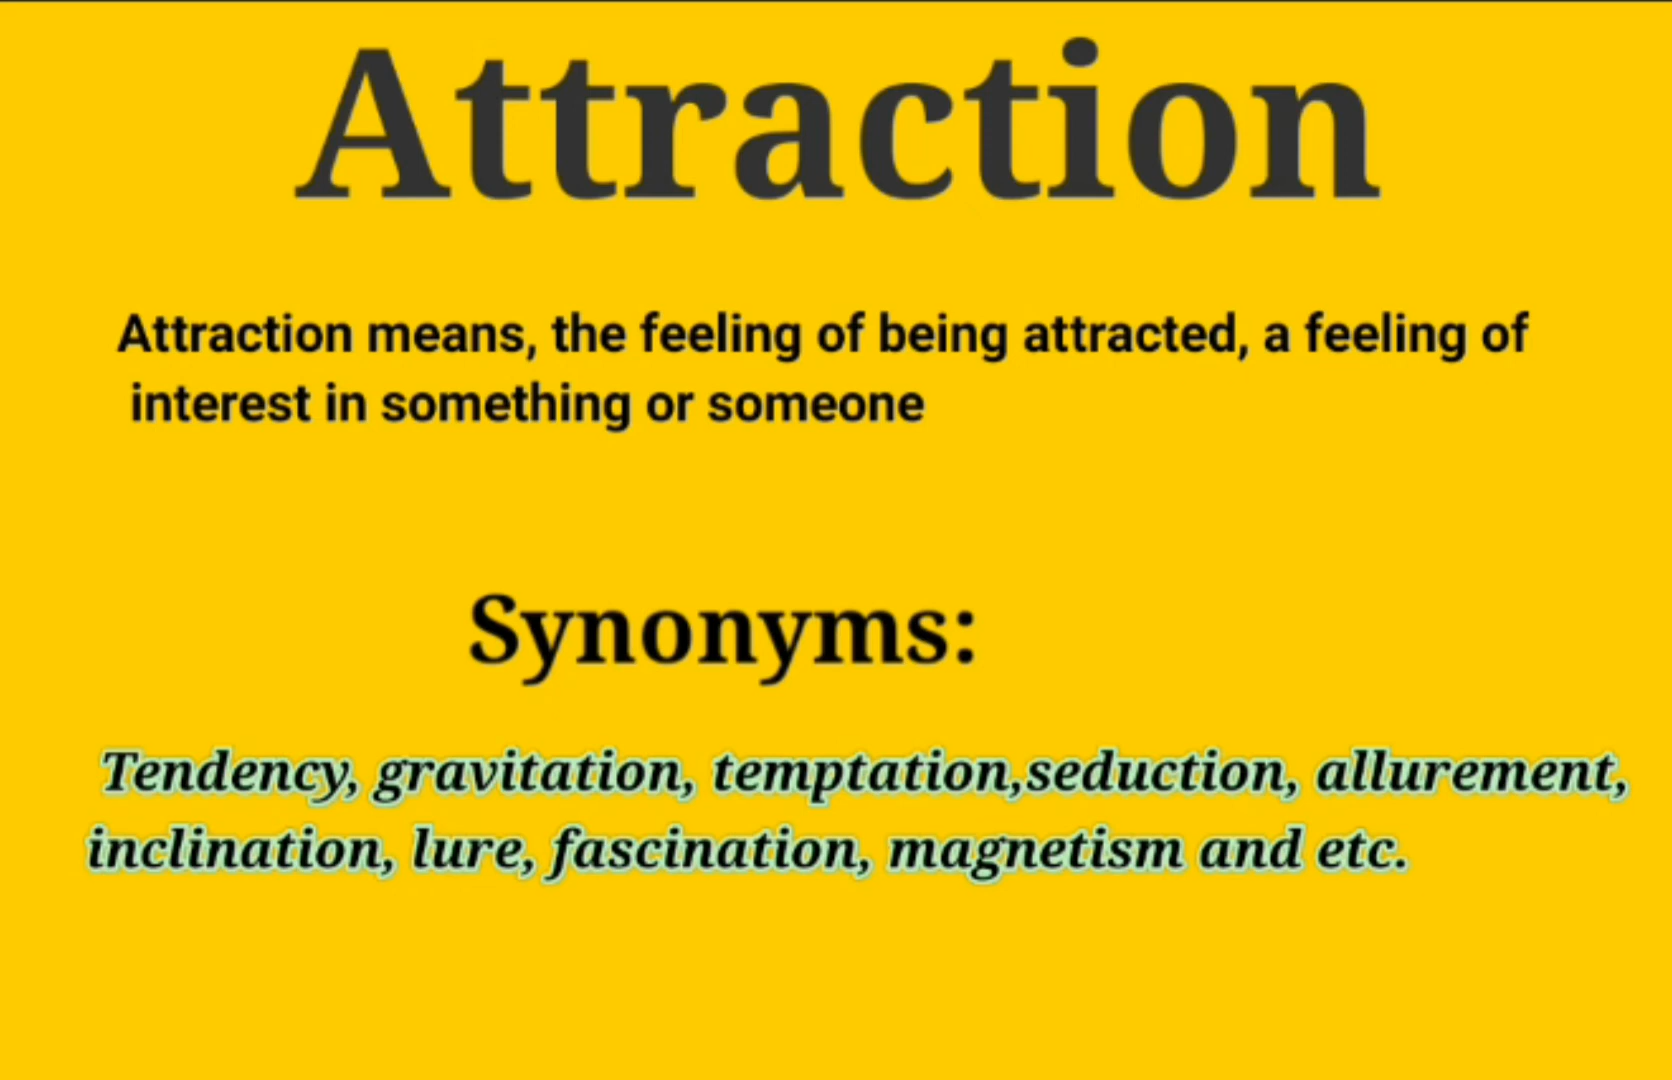 Attraction
Attraction means, the feeling of being attracted, a feeling of
interest in something or someone
Synonyms:
Tendency, gravitation, temptation,seduction, allurement,
inclination, lure, fascination, magnetism and etc.